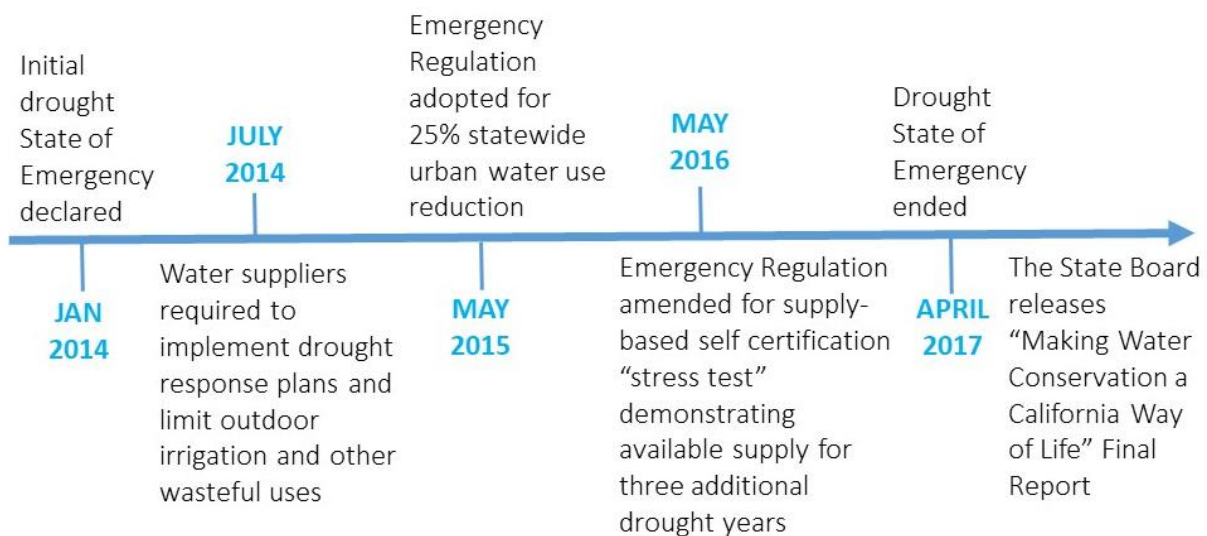 Initial
drought
State of
Emergency
declared
JAN
2014
JULY
2014
Water suppliers
required to
implement drought
response plans and
limit outdoor
irrigation and other
wasteful uses
Emergency
Regulation
adopted for
25% statewide
urban water use
reduction
MAY
2015
MAY
2016
Emergency Regulation
amended for supply-
based self certification
“stress test”
demonstrating
available supply for
three additional
drought years
Drought
State of
Emergency
ended
APRIL
2017
The State Board
releases
“Making Water
Conservation a
California Way
of Life” Final
Report